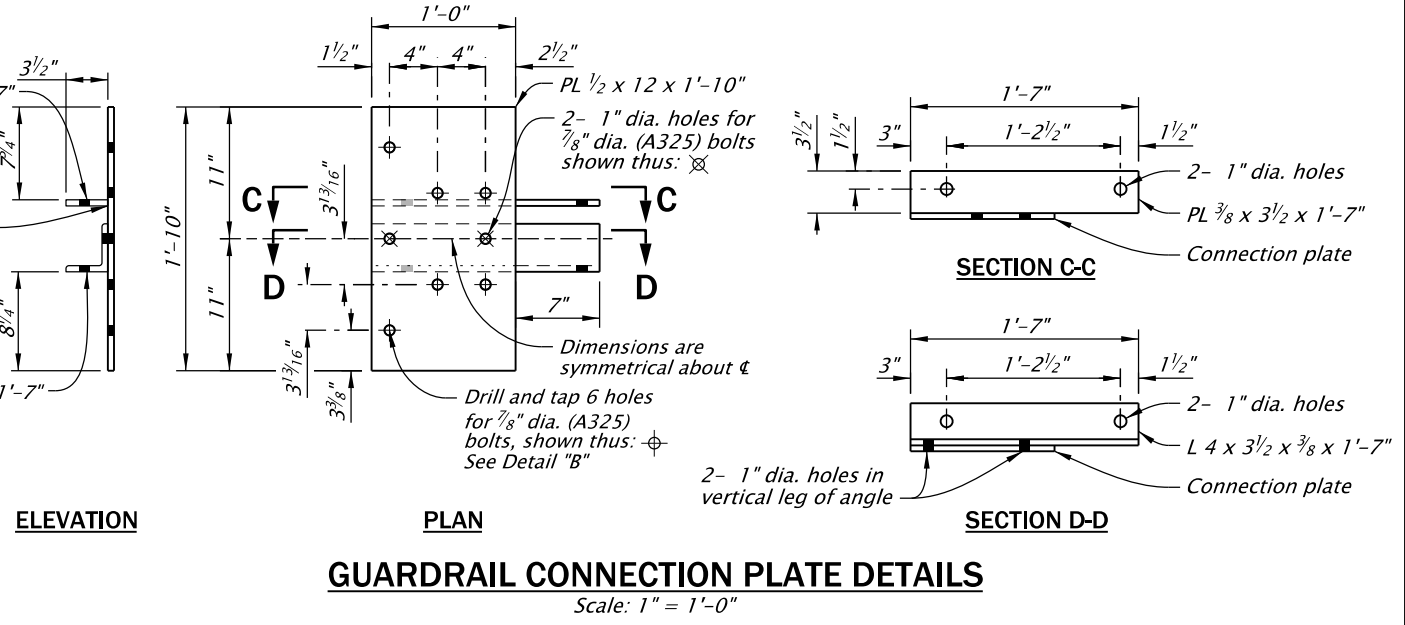 3½"
7"
7¼"
8¼"
1'-7"
ELEVATION
1'-0"
1½"
4"
4"
2½"
PL ½ x 12 x 1'-10"
2- 1" dia. holes for
⅞" dia. (A325) bolts
shown thus:
11"
3 13/16"
C
C
1'-10"
D
D
11"
7"
Dimensions are
symmetrical about ℄
3 13/16"
3⅜"
Drill and tap 6 holes
for ⅞" dia. (A325)
bolts, shown thus:
See Detail "B"
PLAN
1'-7"
3½"
1½"
3"
1'-2½"
1½"
2- 1" dia. holes
PL ⅜ x 3½ x 1'-7"
Connection plate
SECTION C-C
1'-7"
3"
1'-2½"
1½"
2- 1" dia. holes
L 4 x 3½ x ⅜ x 1'-7"
2- 1" dia. holes in
vertical leg of angle
Connection plate
SECTION D-D
GUARDRAIL CONNECTION PLATE DETAILS
Scale: 1" = 1'-0"